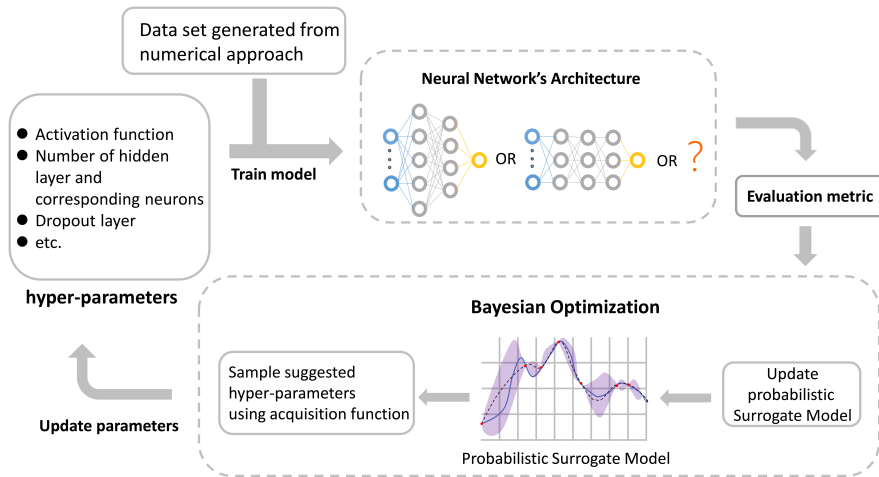 Data set generated from
numerical approach
Neural Network's Architecture
● Activation function
● Number of hidden
layer and
corresponding neurons
● Dropout layer
● etc.
hyper-parameters
Train model
OR
OR ?
Evaluation metric
Bayesian Optimization
Update
probabilistic
Surrogate Model
Probabilistic Surrogate Model
Sample suggested
hyper-parameters
using acquisition function
Update parameters